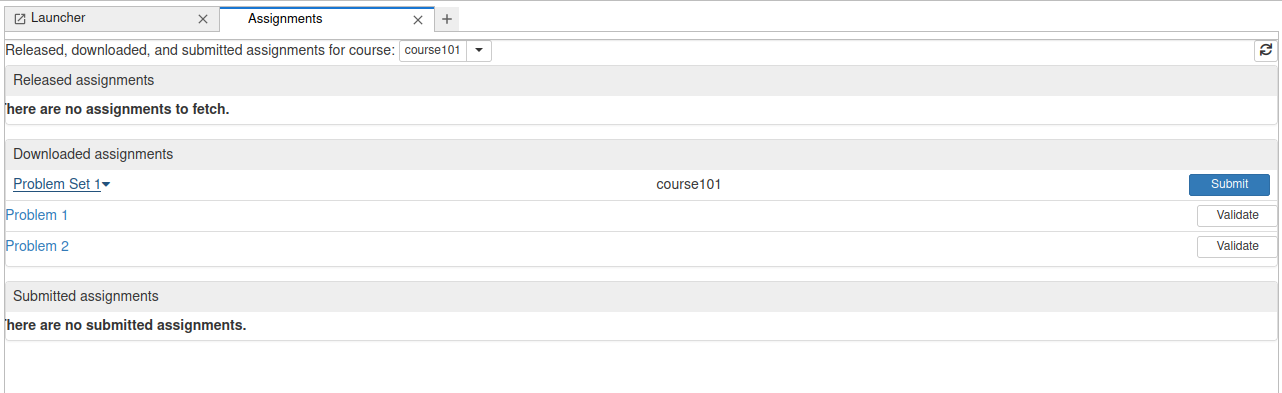 Launcher
Assignments
Released, downloaded, and submitted assignments for course: course101
Released assignments
here are no assignments to fetch.
Downloaded assignments
Problem Set 1 course101 Submit
Problem 1 Validate
Problem 2 Validate
Submitted assignments
here are no submitted assignments.